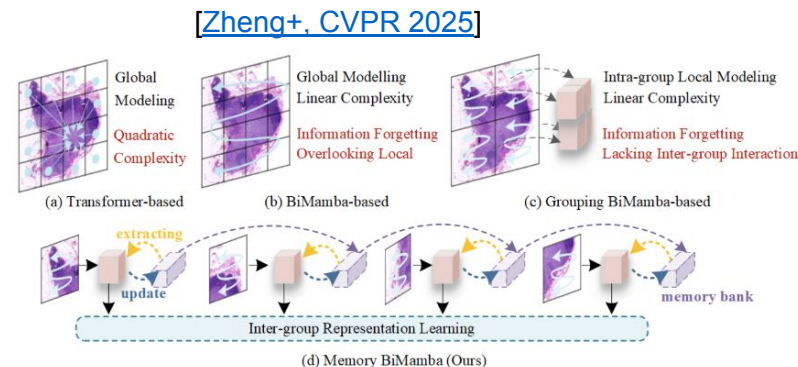 [Zheng+, CVPR 2025]
Global
Modeling
Quadratic
Complexity
(a) Transformer-based
Global Modelling
Linear Complexity
Information Forgetting
Overlooking Local
(b) BiMamba-based
Intra-group Local Modeling
Linear Complexity
Information Forgetting
Lacking Inter-group Interaction
(c) Grouping BiMamba-based
extracting
update
memory bank
Inter-group Representation Learning
(d) Memory BiMamba (Ours)